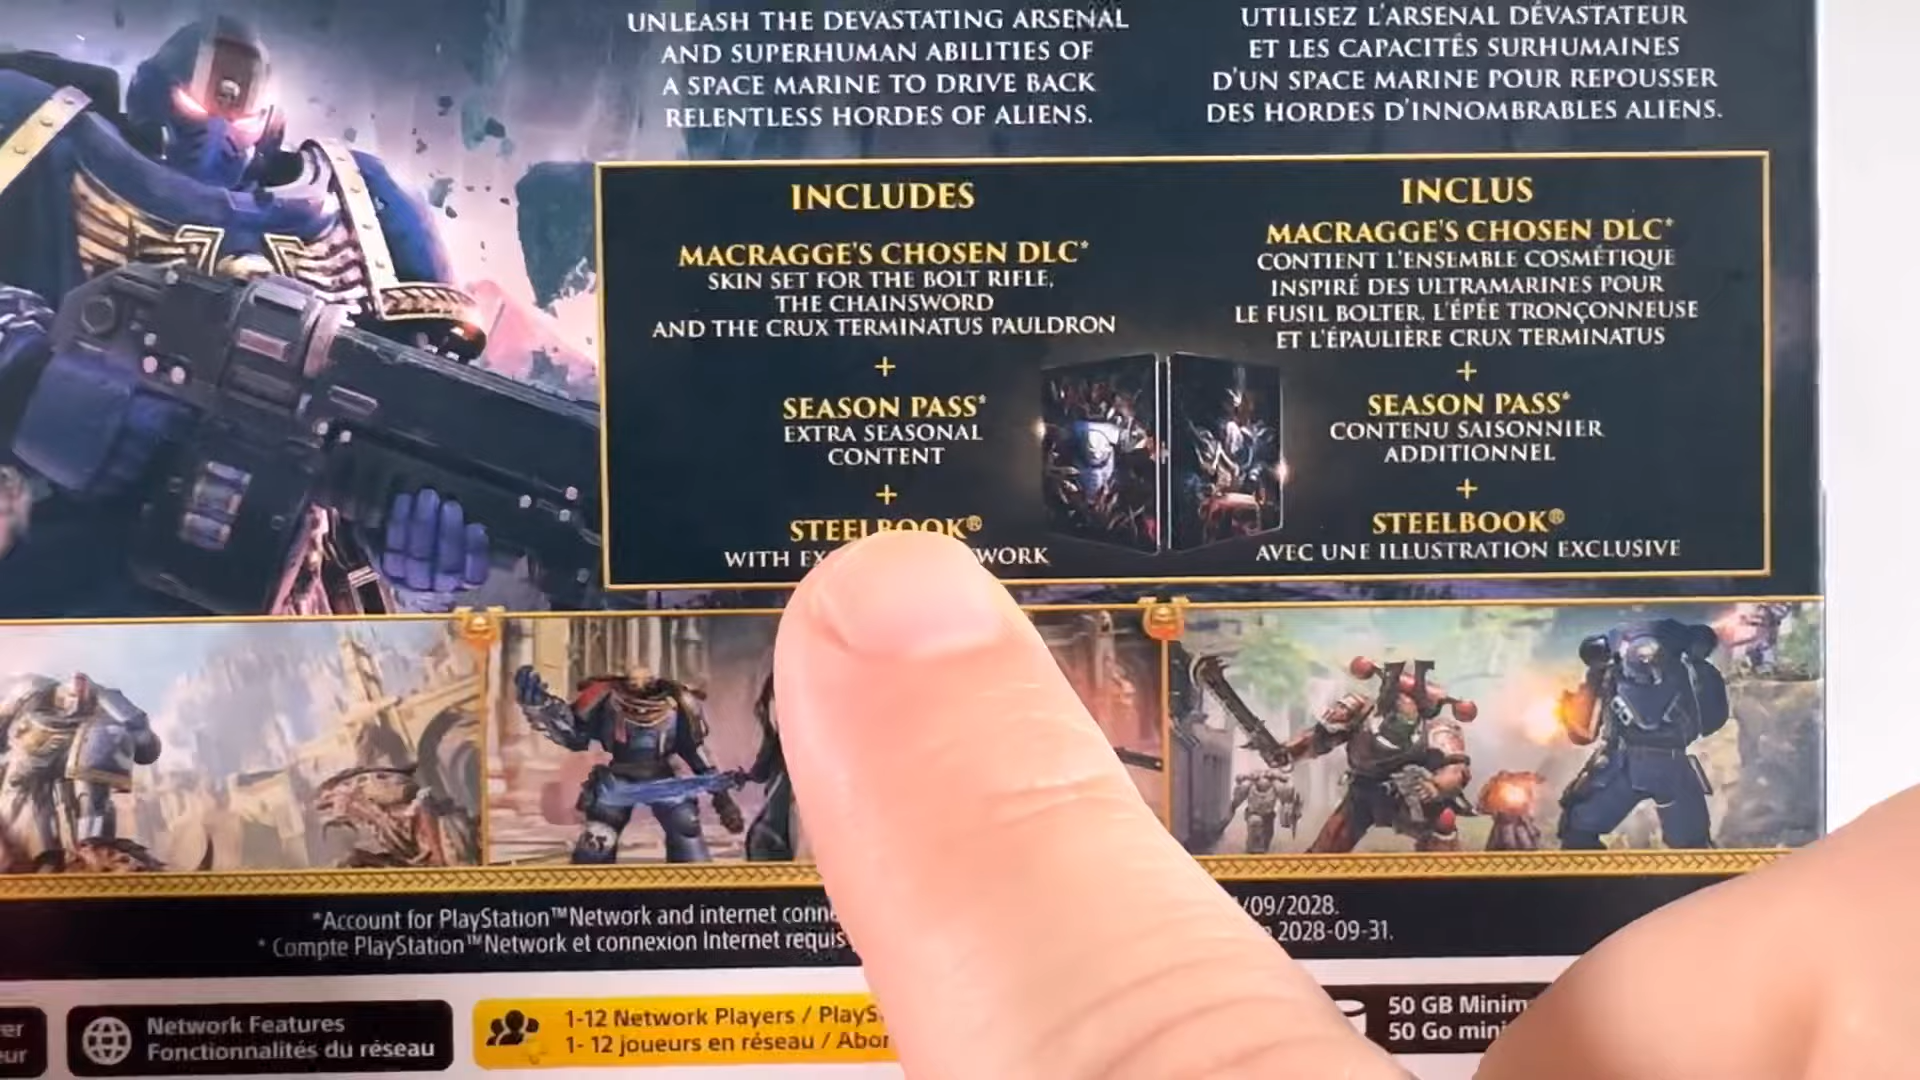 UNLEASH THE DEVASTATING ARSENAL
AND SUPERHUMAN ABILITIES OF
A SPACE MARINE TO DRIVE BACK
RELENTLESS HORDES OF ALIENS.
UTILISEZ L'ARSENAL DÉVASTATEUR
ET LES CAPACITÉS SURHUMAINES
D'UN SPACE MARINE POUR REPOUSSER
DES HORDES D'INNOMBRABLES ALIENS.
INCLUDES
MACRAGGE'S CHOSEN DLC*
SKIN SET FOR THE BOLT RIFLE,
THE CHAINSWORD
AND THE CRUX TERMINATUS PAULDRON
+
SEASON PASS*
EXTRA SEASONAL
CONTENT
+
STEELBOOK®
WITH
INCLUS
MACRAGGE'S CHOSEN DLC*
CONTIENT L'ENSEMBLE COSMÉTIQUE
INSPIRÉ DES ULTRAMARINES POUR
LE FUSIL BOLTER, L'ÉPÉE TRONÇONNEUSE
ET L'ÉPAULIÈRE CRUX TERMINATUS
+
SEASON PASS*
CONTENU SAISONNIER
ADDITIONNEL
+
STEELBOOK®
AVEC UNE ILLUSTRATION EXCLUSIVE
*Account for PlayStation™Network and internet
/09/2028.
* Compte PlayStation™Network et connexion Internet requis
2028-09-31.
Network Features
Fonctionnalités du réseau
1-12 Network Players /
1- 12 joueurs en réseau /
50 GB
50 Go